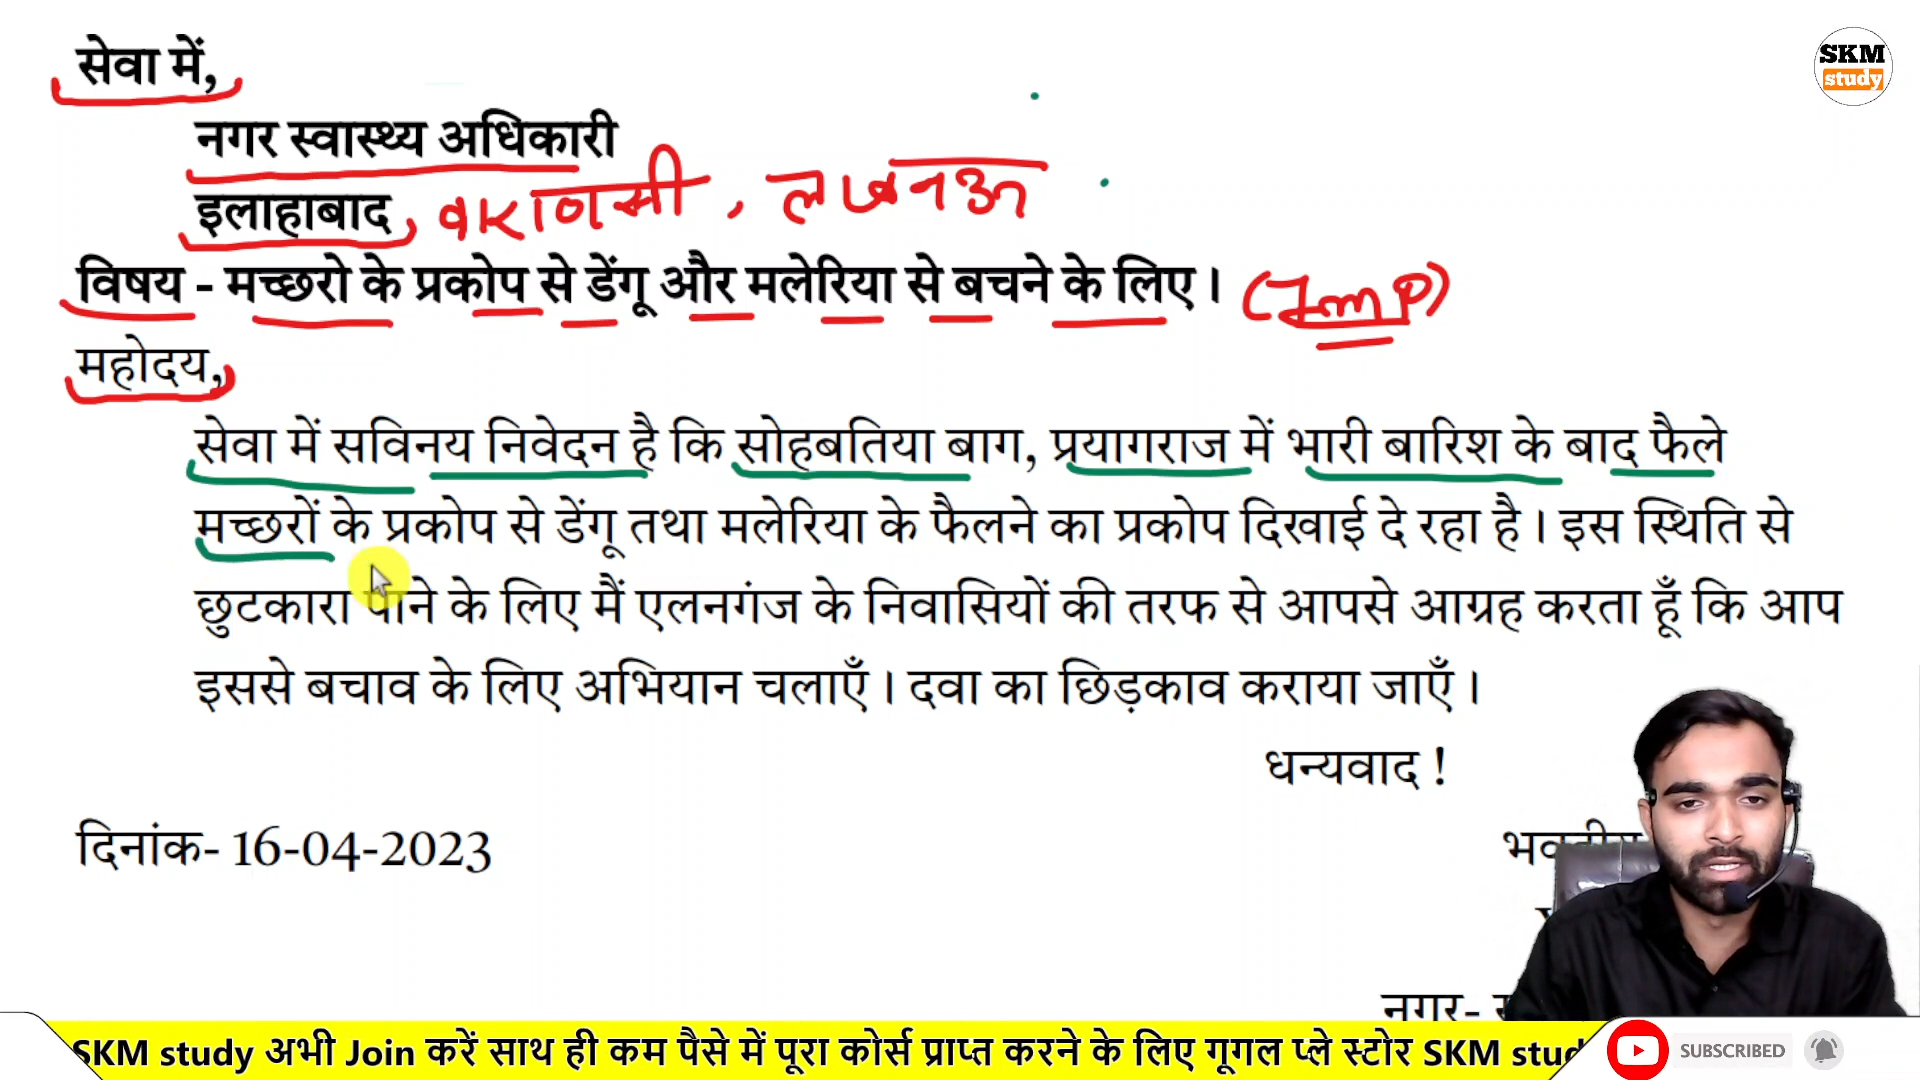 सेवा में,
SKM
study
नगर स्वास्थ्य अधिकारी
इलाहाबाद, वाराणसी, लखनऊ
विषय - मच्छरो के प्रकोप से डेंगू और मलेरिया से बचने के लिए। (Imp)
महोदय,
सेवा में सविनय निवेदन है कि सोहबतिया बाग, प्रयागराज में भारी बारिश के बाद फैले
मच्छरों के प्रकोप से डेंगू तथा मलेरिया के फैलने का प्रकोप दिखाई दे रहा है। इस स्थिति से
छुटकारा पाने के लिए मैं एलनगंज के निवासियों की तरफ से आपसे आग्रह करता हूँ कि आप
इससे बचाव के लिए अभियान चलाएँ। दवा का छिड़काव कराया जाएँ।
धन्यवाद !
दिनांक- 16-04-2023
नगर-
SKM study अभी Join करें साथ ही कम पैसे में पूरा कोर्स प्राप्त करने के लिए गूगल प्ले स्टोर SKM stud
SUBSCRIBED